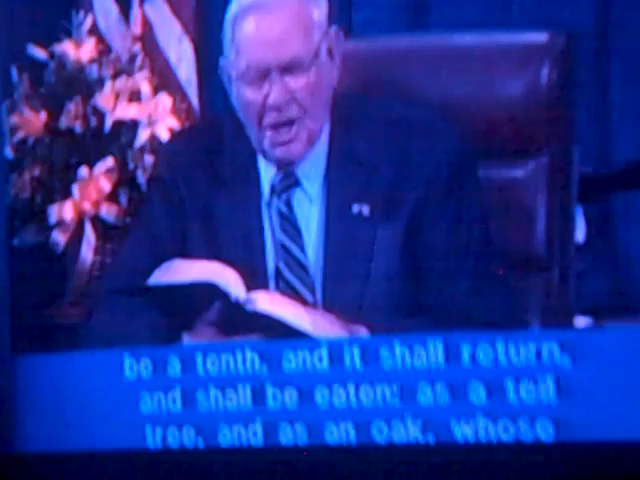 be a tenth, and it shall return,
and shall be eaten: as a teil
tree, and as an oak, whose